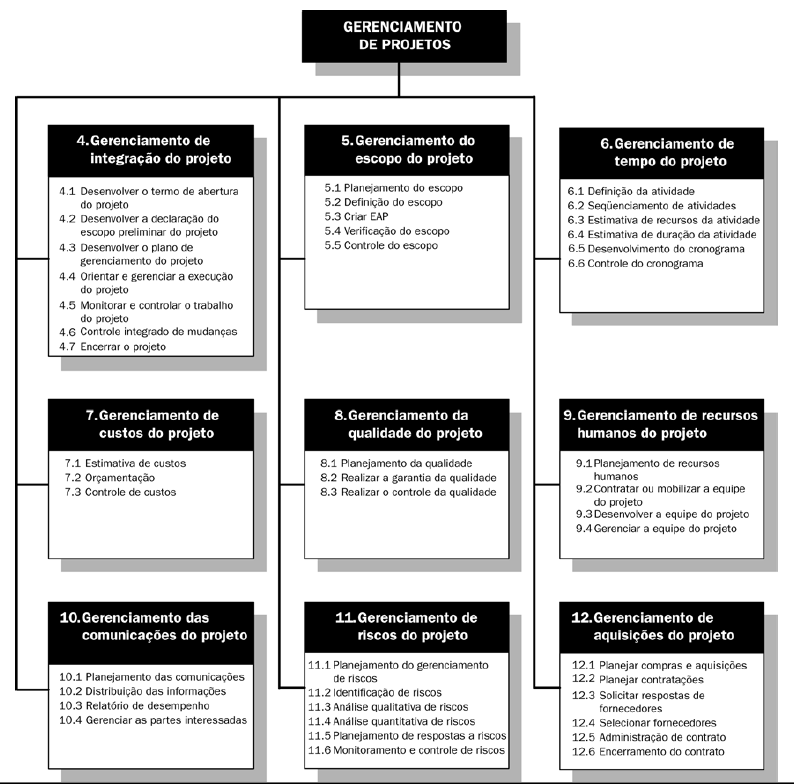 GERENCIAMENTO
DE PROJETOS
4.Gerenciamento de
integração do projeto
4.1 Desenvolver o termo de abertura
do projeto
4.2 Desenvolver a declaração do
escopo preliminar do projeto
4.3 Desenvolver o plano de
gerenciamento do projeto
4.4 Orientar e gerenciar a execução
do projeto
4.5 Monitorar e controlar o trabalho
do projeto
4.6 Controle integrado de mudanças
4.7 Encerrar o projeto
5.Gerenciamento do
escopo do projeto
5.1 Planejamento do escopo
5.2 Definição do escopo
5.3 Criar EAP
5.4 Verificação do escopo
5.5 Controle do escopo
6.Gerenciamento de
tempo do projeto
6.1 Definição da atividade
6.2 Seqüenciamento de atividades
6.3 Estimativa de recursos da atividade
6.4 Estimativa de duração da atividade
6.5 Desenvolvimento do cronograma
6.6 Controle do cronograma
7.Gerenciamento de
custos do projeto
7.1 Estimativa de custos
7.2 Orçamentação
7.3 Controle de custos
8.Gerenciamento da
qualidade do projeto
8.1 Planejamento da qualidade
8.2 Realizar a garantia da qualidade
8.3 Realizar o controle da qualidade
9.Gerenciamento de recursos
humanos do projeto
9.1 Planejamento de recursos
humanos
9.2 Contratar ou mobilizar a equipe
do projeto
9.3 Desenvolver a equipe do projeto
9.4 Gerenciar a equipe do projeto
10.Gerenciamento das
comunicações do projeto
10.1 Planejamento das comunicações
10.2 Distribuição das informações
10.3 Relatório de desempenho
10.4 Gerenciar as partes interessadas
11.Gerenciamento de
riscos do projeto
11.1 Planejamento do gerenciamento
de riscos
11.2 Identificação de riscos
11.3 Análise qualitativa de riscos
11.4 Análise quantitativa de riscos
11.5 Planejamento de respostas a riscos
11.6 Monitoramento e controle de riscos
12.Gerenciamento de
aquisições do projeto
12.1 Planejar compras e aquisições
12.2 Planejar contratações
12.3 Solicitar respostas de
fornecedores
12.4 Selecionar fornecedores
12.5 Administração de contrato
12.6 Encerramento do contrato